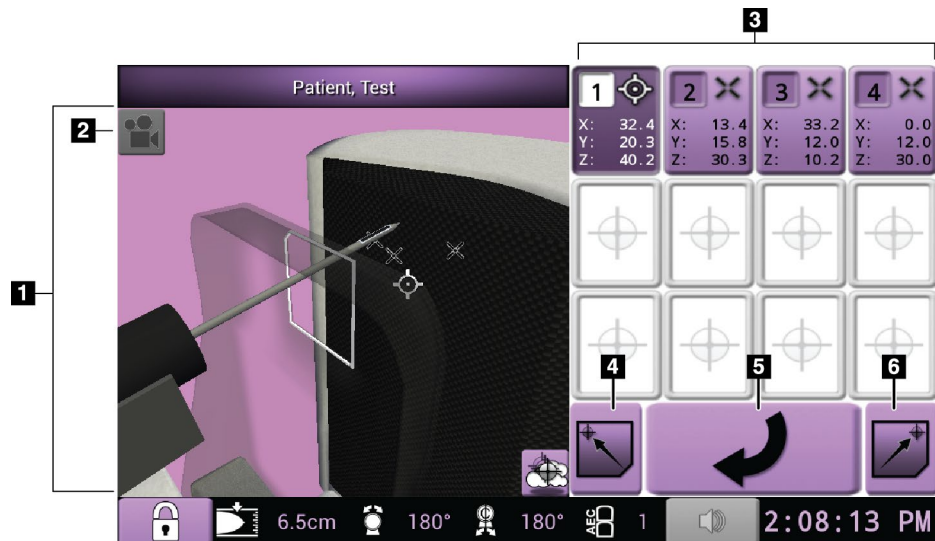 3
Patient, Test
1 2 3 4
X: 32.4 X: 13.4 X: 33.2 X: 0.0
Y: 20.3 Y: 15.8 Y: 12.0 Y: 12.0
Z: 40.2 Z: 30.3 Z: 10.2 Z: 30.0
2
1
4 5 6
6.5cm 180° C 180° AEC 1 2:08:13 PM